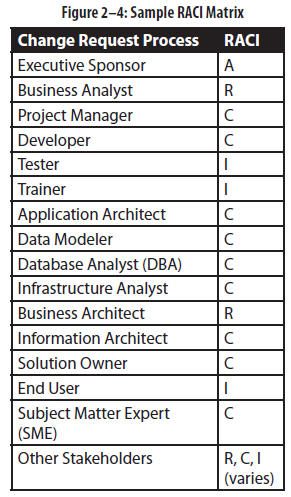 Figure 2–4: Sample RACI Matrix
Change Request Process RACI
Executive Sponsor A
Business Analyst R
Project Manager C
Developer C
Tester I
Trainer I
Application Architect C
Data Modeler C
Database Analyst (DBA) C
Infrastructure Analyst C
Business Architect R
Information Architect C
Solution Owner C
End User I
Subject Matter Expert C
(SME)
Other Stakeholders R, C, I
(varies)